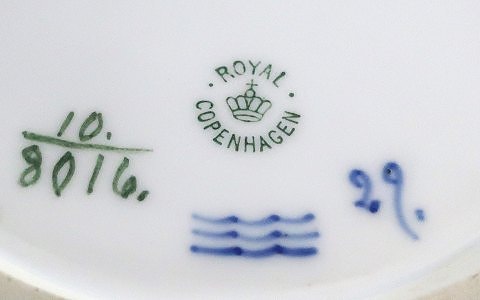 ROYAL
COPENHAGEN
10.
8016.
29.